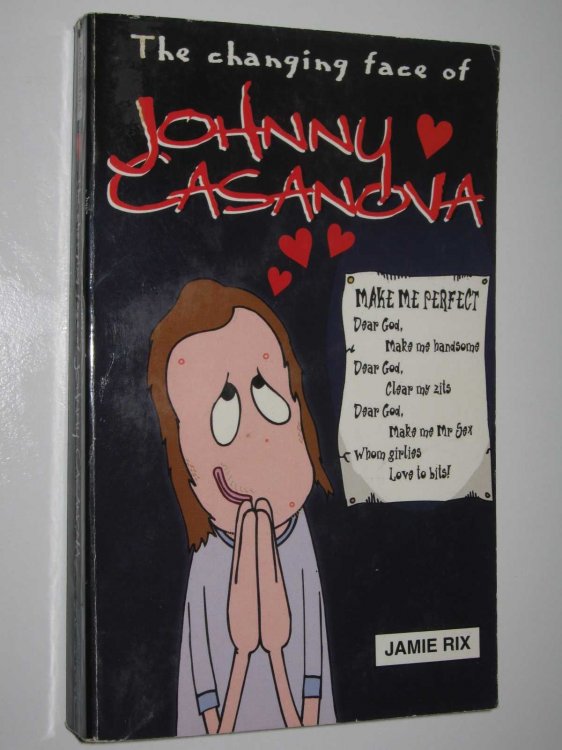 The changing face of
JOHNNY
CASANOVA
MAKE ME PERFECT
Dear God,
Make me handsome
Dear God,
Clear my zits
Dear God,
Make me Mr Sex
Whom girlies
Love to bits!
JAMIE RIX